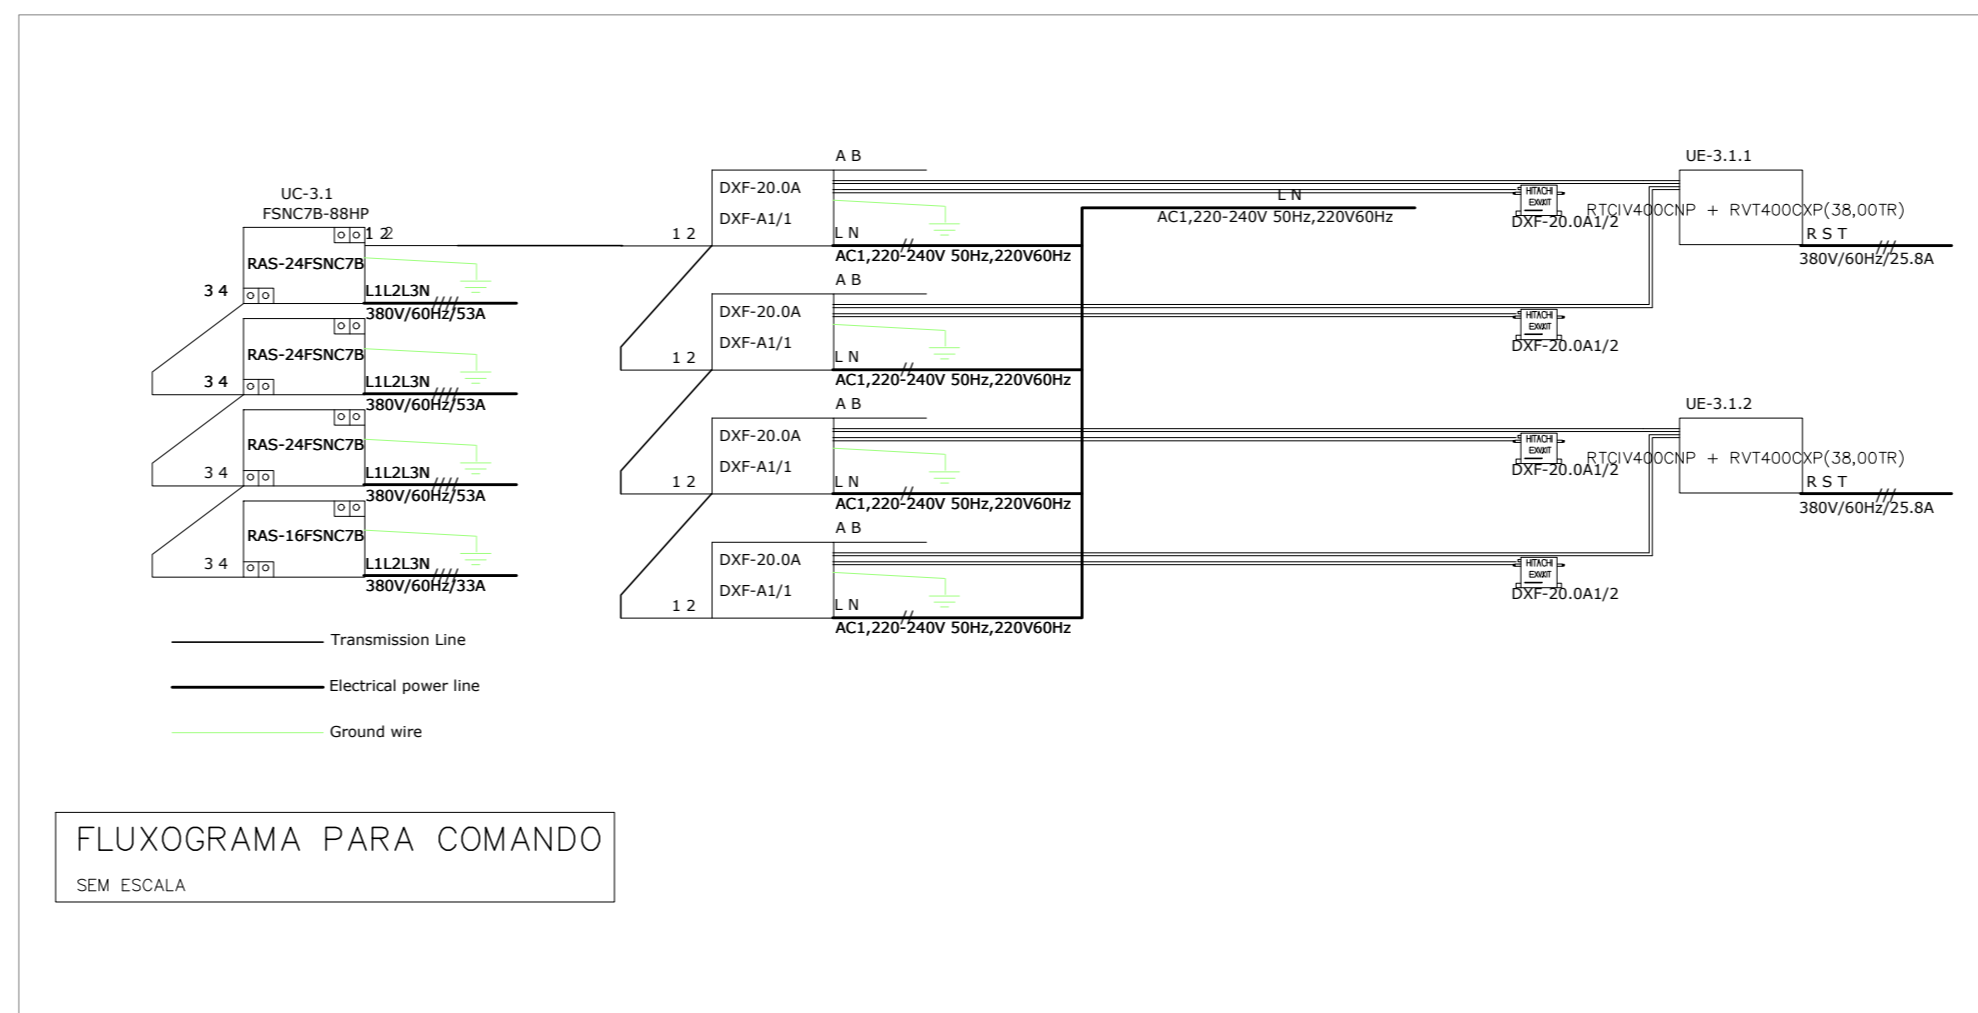 UC-3.1
FSNC7B-88HP
1 2
RAS-24FSNC7B
3 4
L1L2L3N
380V/60Hz/53A
RAS-24FSNC7B
3 4
L1L2L3N
380V/60Hz/53A
RAS-24FSNC7B
3 4
L1L2L3N
380V/60Hz/53A
RAS-16FSNC7B
3 4
L1L2L3N
380V/60Hz/33A
A B
DXF-20.0A
DXF-A1/1
1 2
L N
AC1,220-240V 50Hz,220V60Hz
A B
DXF-20.0A
DXF-A1/1
1 2
L N
AC1,220-240V 50Hz,220V60Hz
A B
DXF-20.0A
DXF-A1/1
1 2
L N
AC1,220-240V 50Hz,220V60Hz
A B
DXF-20.0A
DXF-A1/1
1 2
L N
AC1,220-240V 50Hz,220V60Hz
L N
AC1,220-240V 50Hz,220V60Hz
HITACHI
DXF-20.0A1/2
HITACHI
DXF-20.0A1/2
HITACHI
DXF-20.0A1/2
HITACHI
DXF-20.0A1/2
UE-3.1.1
RTCIV400CNP + RVT400CXP(38,00TR)
R S T
380V/60Hz/25.8A
UE-3.1.2
RTCIV400CNP + RVT400CXP(38,00TR)
R S T
380V/60Hz/25.8A
Transmission Line
Electrical power line
Ground wire
FLUXOGRAMA PARA COMANDO
SEM ESCALA